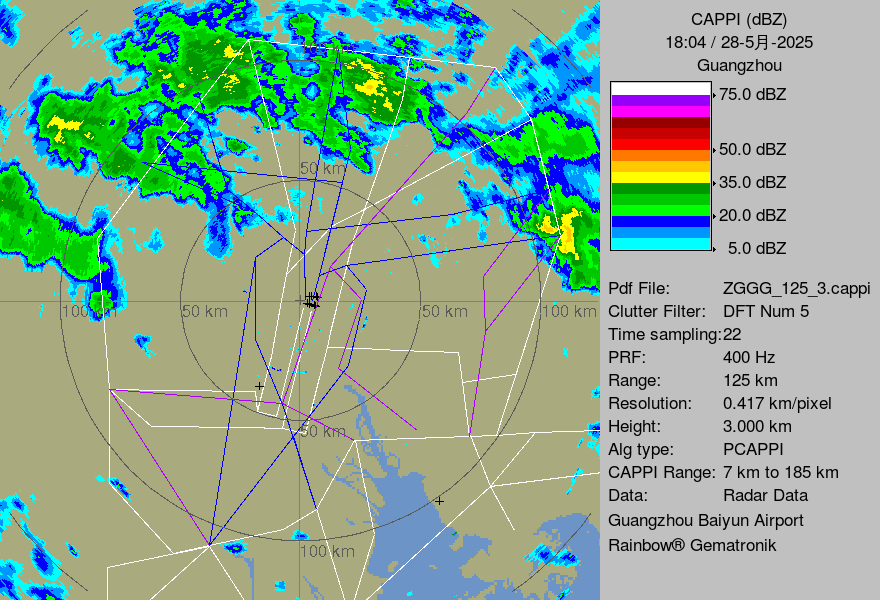 CAPPI (dBZ)
18:04 / 28-5月-2025
Guangzhou
75.0 dBZ
50.0 dBZ
35.0 dBZ
20.0 dBZ
5.0 dBZ
50 km
100 km
50 km
50 km
100 km
50 km
100 km
Pdf File: ZGGG_125_3.cappi
Clutter Filter: DFT Num 5
Time sampling:22
PRF: 400 Hz
Range: 125 km
Resolution: 0.417 km/pixel
Height: 3.000 km
Alg type: PCAPPI
CAPPI Range: 7 km to 185 km
Data: Radar Data
Guangzhou Baiyun Airport
Rainbow® Gematronik